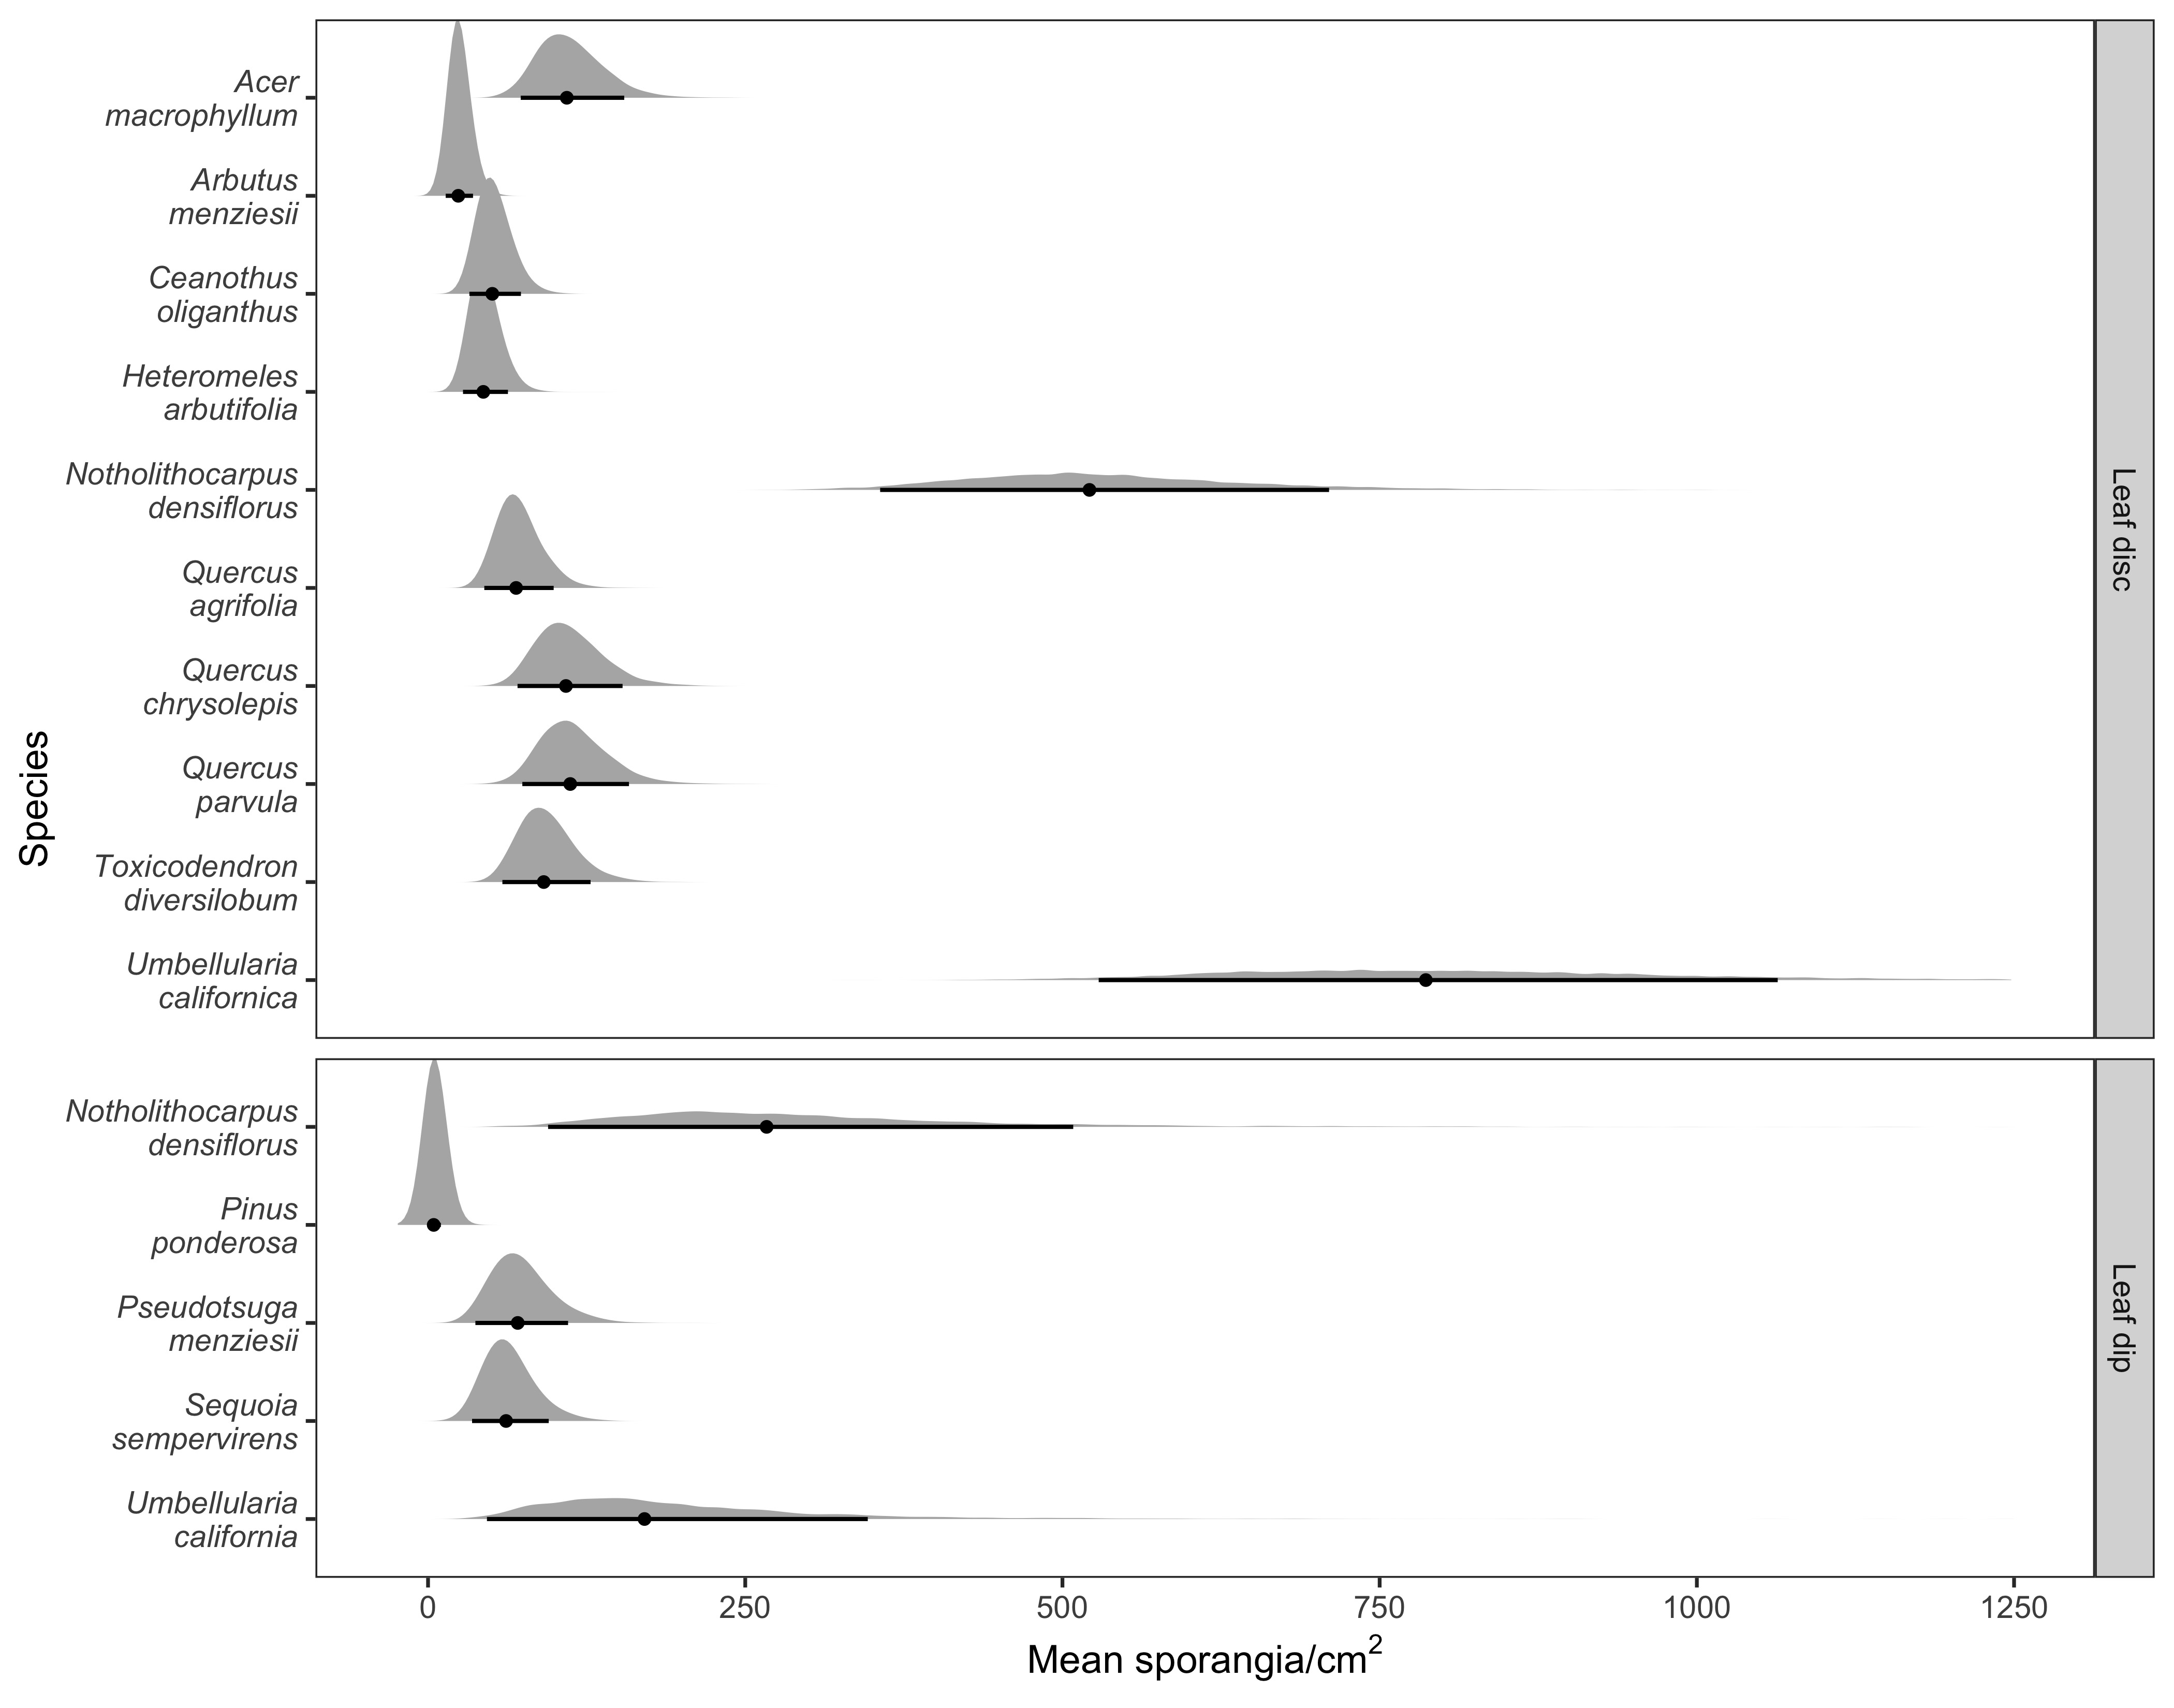 Acer
macrophyllum
Arbutus
menziesii
Ceanothus
oliganthus
Heteromeles
arbutifolia
Notholithocarpus
densiflorus
Quercus
agrifolia
Quercus
chrysolepis
Quercus
parvula
Toxicodendron
diversilobum
Umbellularia
californica
Leaf disc
Species
Notholithocarpus
densiflorus
Pinus
ponderosa
Pseudotsuga
menziesii
Sequoia
sempervirens
Umbellularia
california
Leaf dip
0 250 500 750 1000 1250
Mean sporangia/cm²